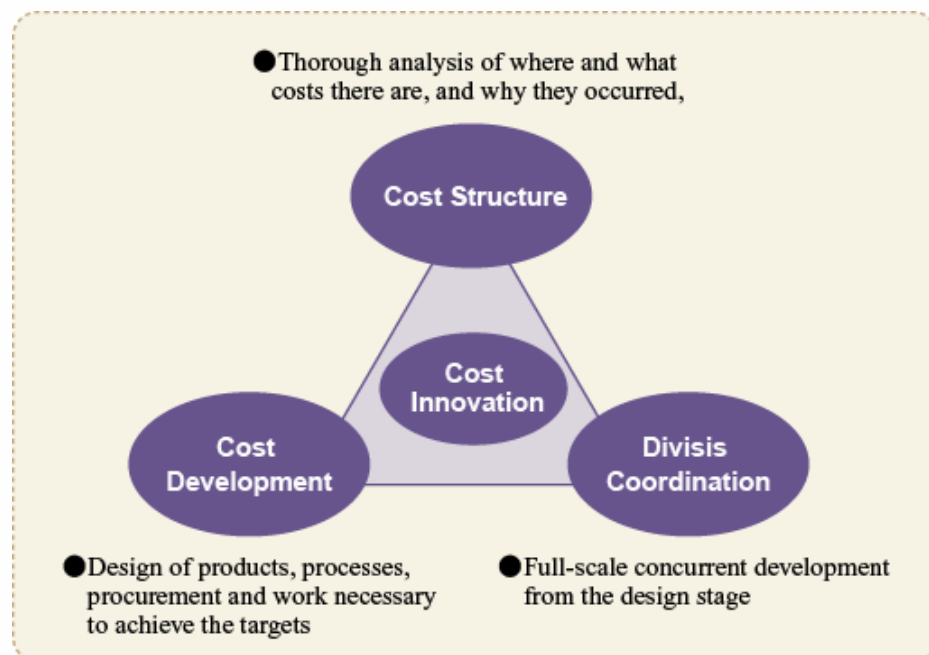 ●Thorough analysis of where and what
costs there are, and why they occurred,
Cost Structure
Cost
Innovation
Cost
Development
Divisis
Coordination
●Design of products, processes,
procurement and work necessary
to achieve the targets
●Full-scale concurrent development
from the design stage